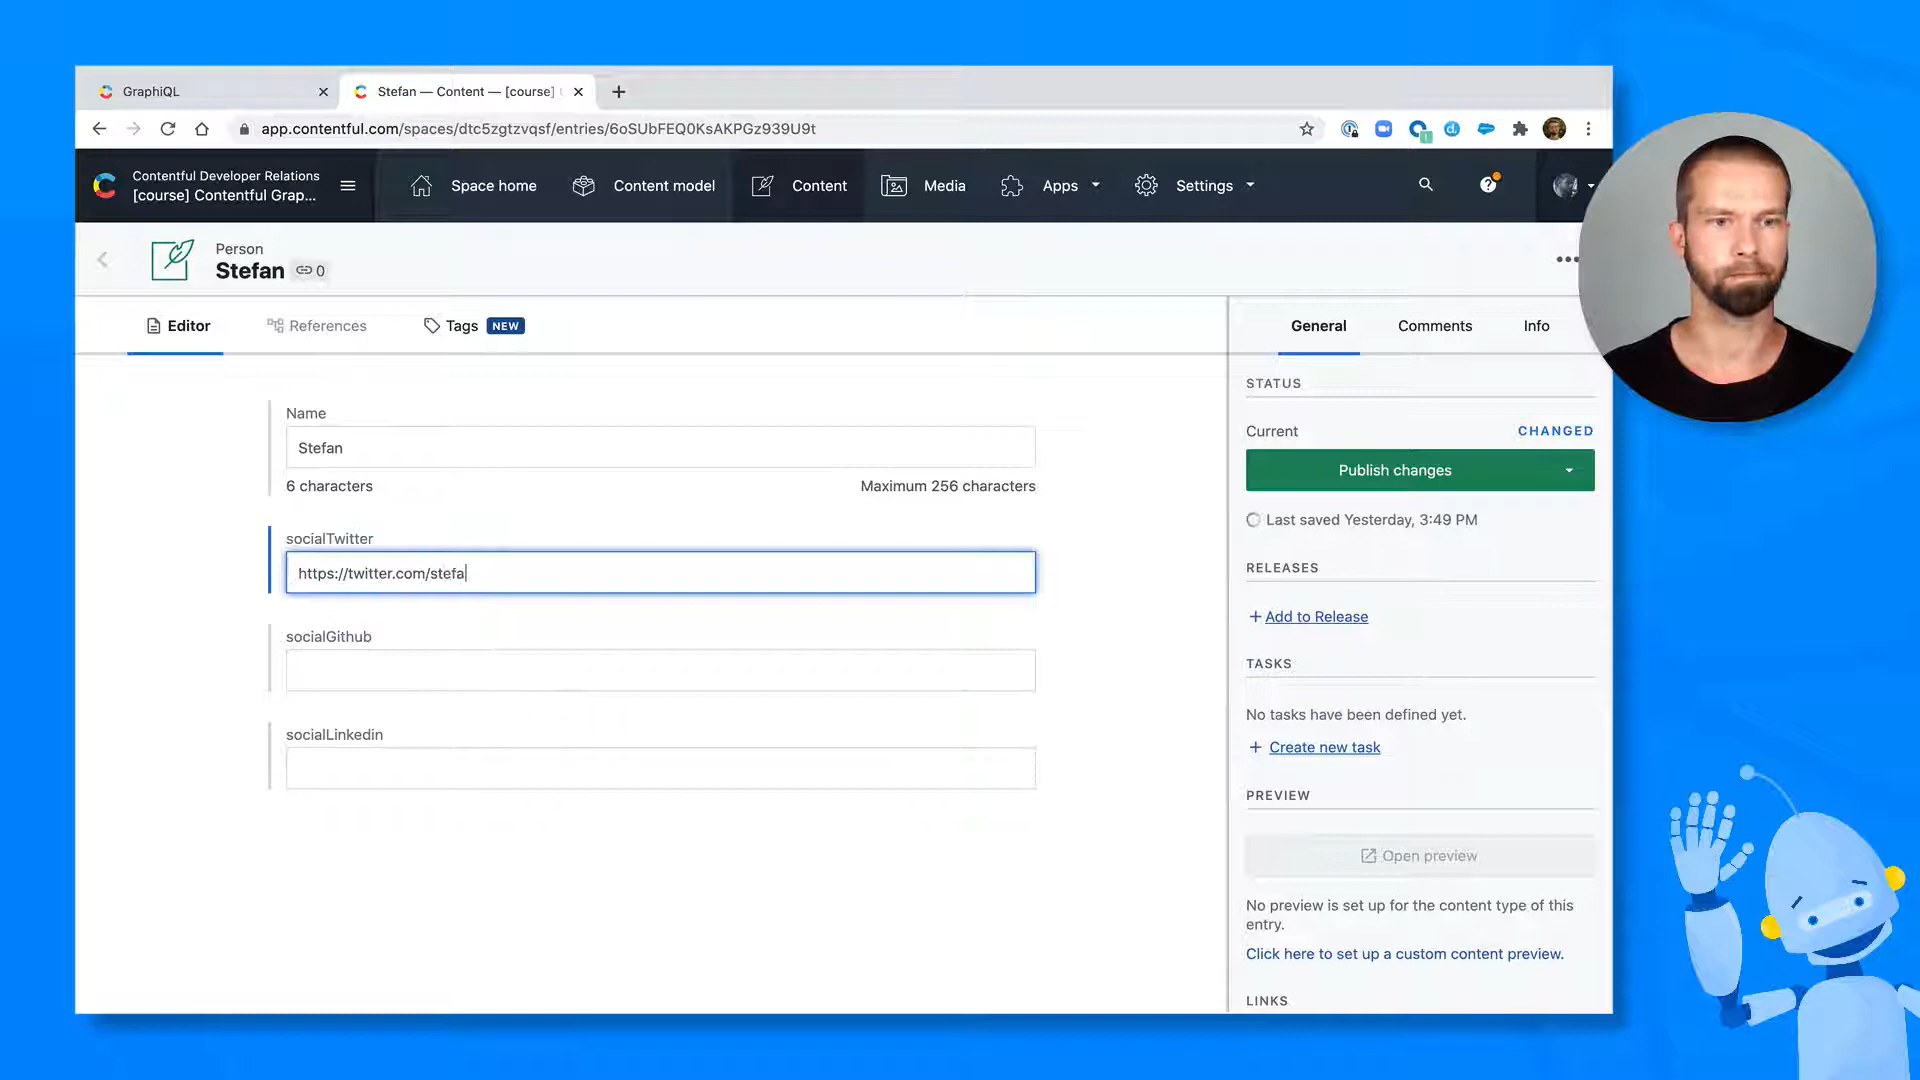 GraphiQL
Stefan — Content — [course]
app.contentful.com/spaces/dtc5zgtzvqsf/entries/6oSUbFEQ0KsAKPGz939U9t
Contentful Developer Relations
[course] Contentful Grap...
Space home
Content model
Content
Media
Apps
Settings
Person
Stefan
0
Editor
References
Tags
NEW
General
Comments
Info
Name
Stefan
6 characters
Maximum 256 characters
socialTwitter
https://twitter.com/stefa
socialGithub
socialLinkedin
STATUS
Current
CHANGED
Publish changes
Last saved Yesterday, 3:49 PM
RELEASES
+ Add to Release
TASKS
No tasks have been defined yet.
+ Create new task
PREVIEW
Open preview
No preview is set up for the content type of this
entry.
Click here to set up a custom content preview.
LINKS